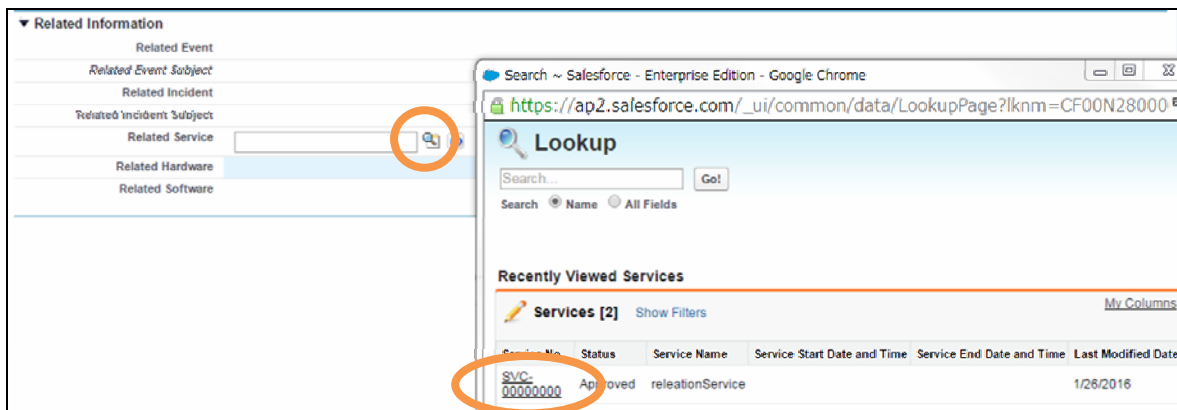 Related Information
Related Event
Related Event Subject
Related Incident
Related Incident Subject
Related Service
Related Hardware
Related Software
Search ~ Salesforce - Enterprise Edition - Google Chrome
https://ap2.salesforce.com/_ui/common/data/LookupPage?lknm=CF00N28000
Lookup
Search...
Go!
Search Name All Fields
Recently Viewed Services
My Columns
Services [2] Show Filters
Service No. Status Service Name Service Start Date and Time Service End Date and Time Last Modified Date
SVC-
00000000 Approved releationService 1/26/2016